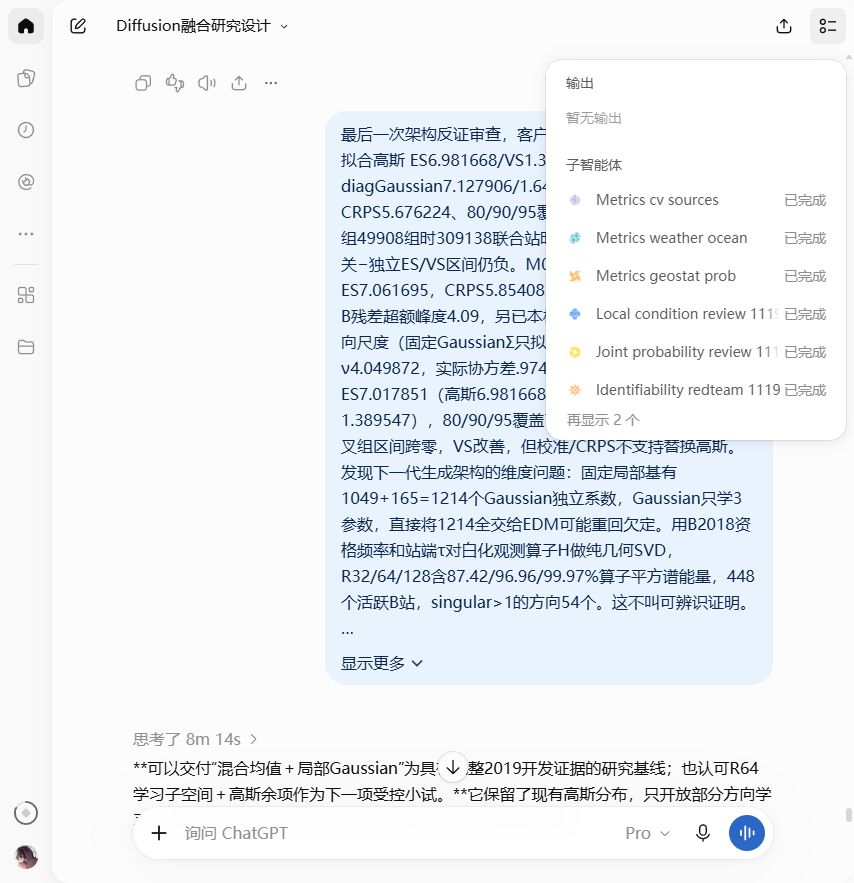 Diffusion融合研究设计
最后一次架构反证审查，客户
拟合高斯 ES6.981668/VS1.3
diagGaussian7.127906/1.64
CRPS5.676224、80/90/95覆
组49908组时309138联合站时
关−独立ES/VS区间仍负。M0
ES7.061695，CRPS5.85408
B残差超额峰度4.09，另已本
向尺度（固定GaussianΣ只拟
ν4.049872，实际协方差.974
ES7.017851（高斯6.981668
1.389547），80/90/95覆盖
叉组区间跨零，VS改善，但校准/CRPS不支持替换高斯。
发现下一代生成架构的维度问题：固定局部基有
1049+165=1214个Gaussian独立系数，Gaussian只学3
参数，直接将1214全交给EDM可能重回欠定。用B2018资
格频率和站端τ对白化观测算子H做纯几何SVD，
R32/64/128含87.42/96.96/99.97%算子平方谱能量，448
个活跃B站，singular>1的方向54个。这不叫可辨识证明。
...
显示更多
输出
暂无输出
子智能体
Metrics cv sources 已完成
Metrics weather ocean 已完成
Metrics geostat prob 已完成
Local condition review 111 已完成
Joint probability review 111 已完成
Identifiability redteam 1119 已完成
再显示 2 个
思考了 8m 14s
**可以交付“混合均值＋局部Gaussian”为具 整2019开发证据的研究基线；也认可R64
学习子空间＋高斯余项作为下一项受控小试。**它保留了现有高斯分布，只开放部分方向学
询问 ChatGPT
Pro